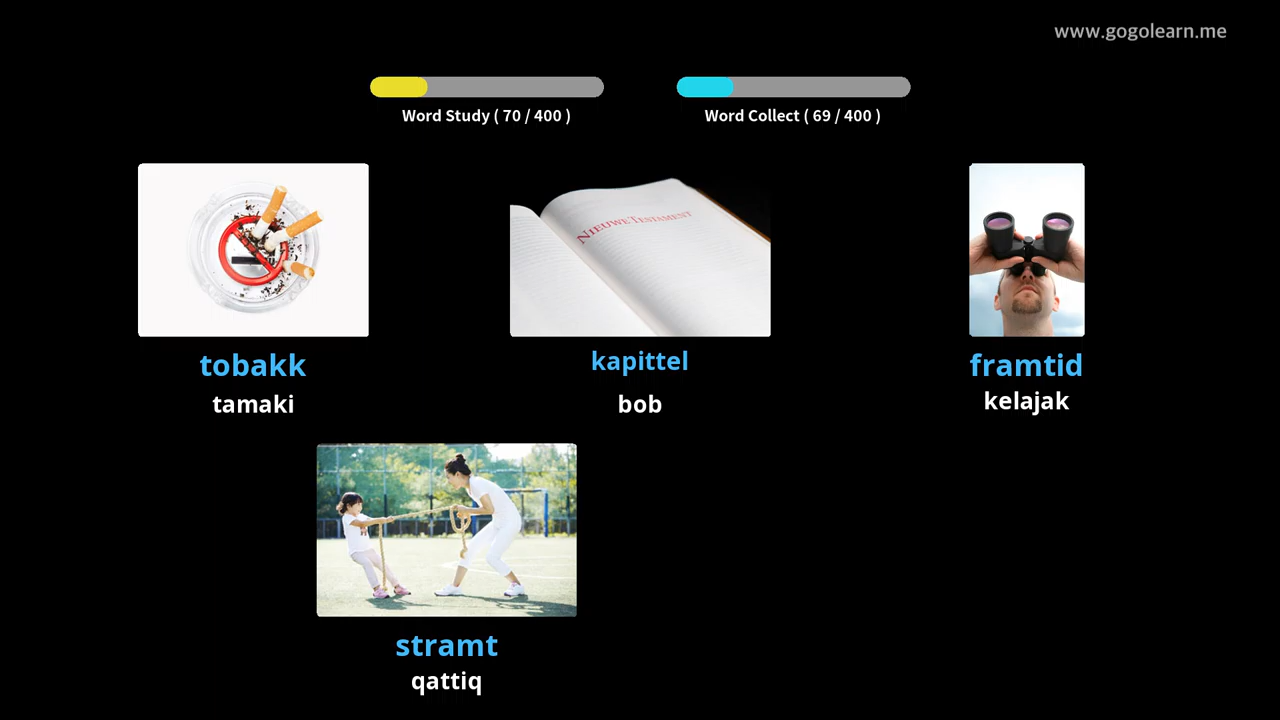 www.gogolearn.me
Word Study ( 70 / 400 )
Word Collect ( 69 / 400 )
NIEUWE TESTAMENT
tobakk
tamaki
kapittel
bob
framtid
kelajak
stramt
qattiq